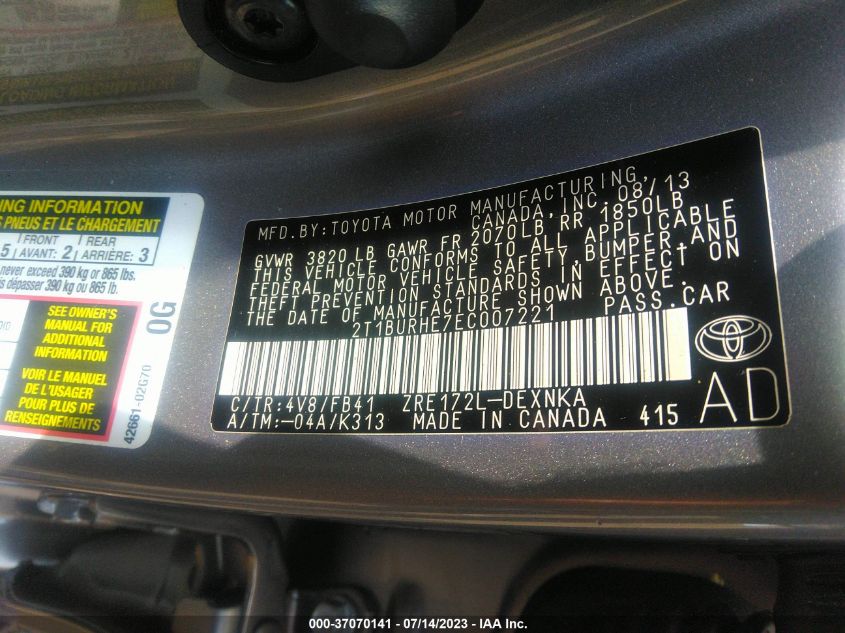 NG INFORMATION
S PNEUS ET LE CHARGEMENT
5 FRONT AVANT: 2 REAR ARRIÈRE: 3
never exceed 390 kg or 865 lbs.
dépasser 390 kg ou 865 lb.
SEE OWNER'S
MANUAL FOR
ADDITIONAL
INFORMATION
VOIR LE MANUEL
DE L'USAGER
POUR PLUS DE
RENSEIGNEMENTS
0G
42661-02G70
MFD. BY: TOYOTA MOTOR MANUFACTURING,
CANADA, INC. 08/13
GVWR 3820 LB GAWR FR 2070LB, RR 1850LB
THIS VEHICLE CONFORMS TO ALL APPLICABLE
FEDERAL MOTOR VEHICLE SAFETY, BUMPER, AND
THEFT PREVENTION STANDARDS IN EFFECT ON
THE DATE OF MANUFACTURE SHOWN ABOVE.
2T1BURHE7EC007221 PASS.CAR
C/TR:4V8/FB41 ZRE172L-DEXNKA
A/TM:-04A/K313 MADE IN CANADA 415
AD
000-37070141 - 07/14/2023 - IAA Inc.